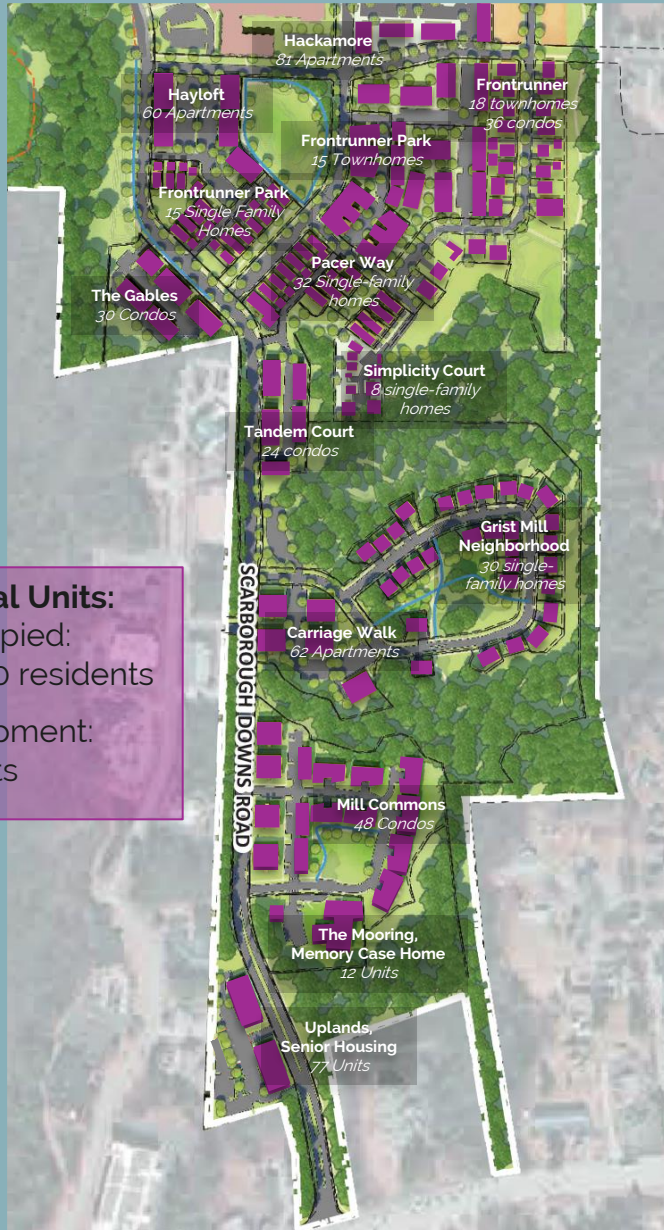 Hackamore
81 Apartments
Hayloft
60 Apartments
Frontrunner
18 townhomes
36 condos
Frontrunner Park
15 Townhomes
Frontrunner Park
15 Single Family
Homes
Pacer Way
32 Single-family
homes
The Gables
30 Condos
Simplicity Court
8 single-family
homes
Tandem Court
24 condos
Grist Mill
Neighborhood
30 single-
family homes
SCARBOROUGH DOWNS ROAD
al Units:
pied:
0 residents
pment:
ts
Carriage Walk
62 Apartments
Mill Commons
48 Condos
The Mooring,
Memory Case Home
12 Units
Uplands,
Senior Housing
77 Units